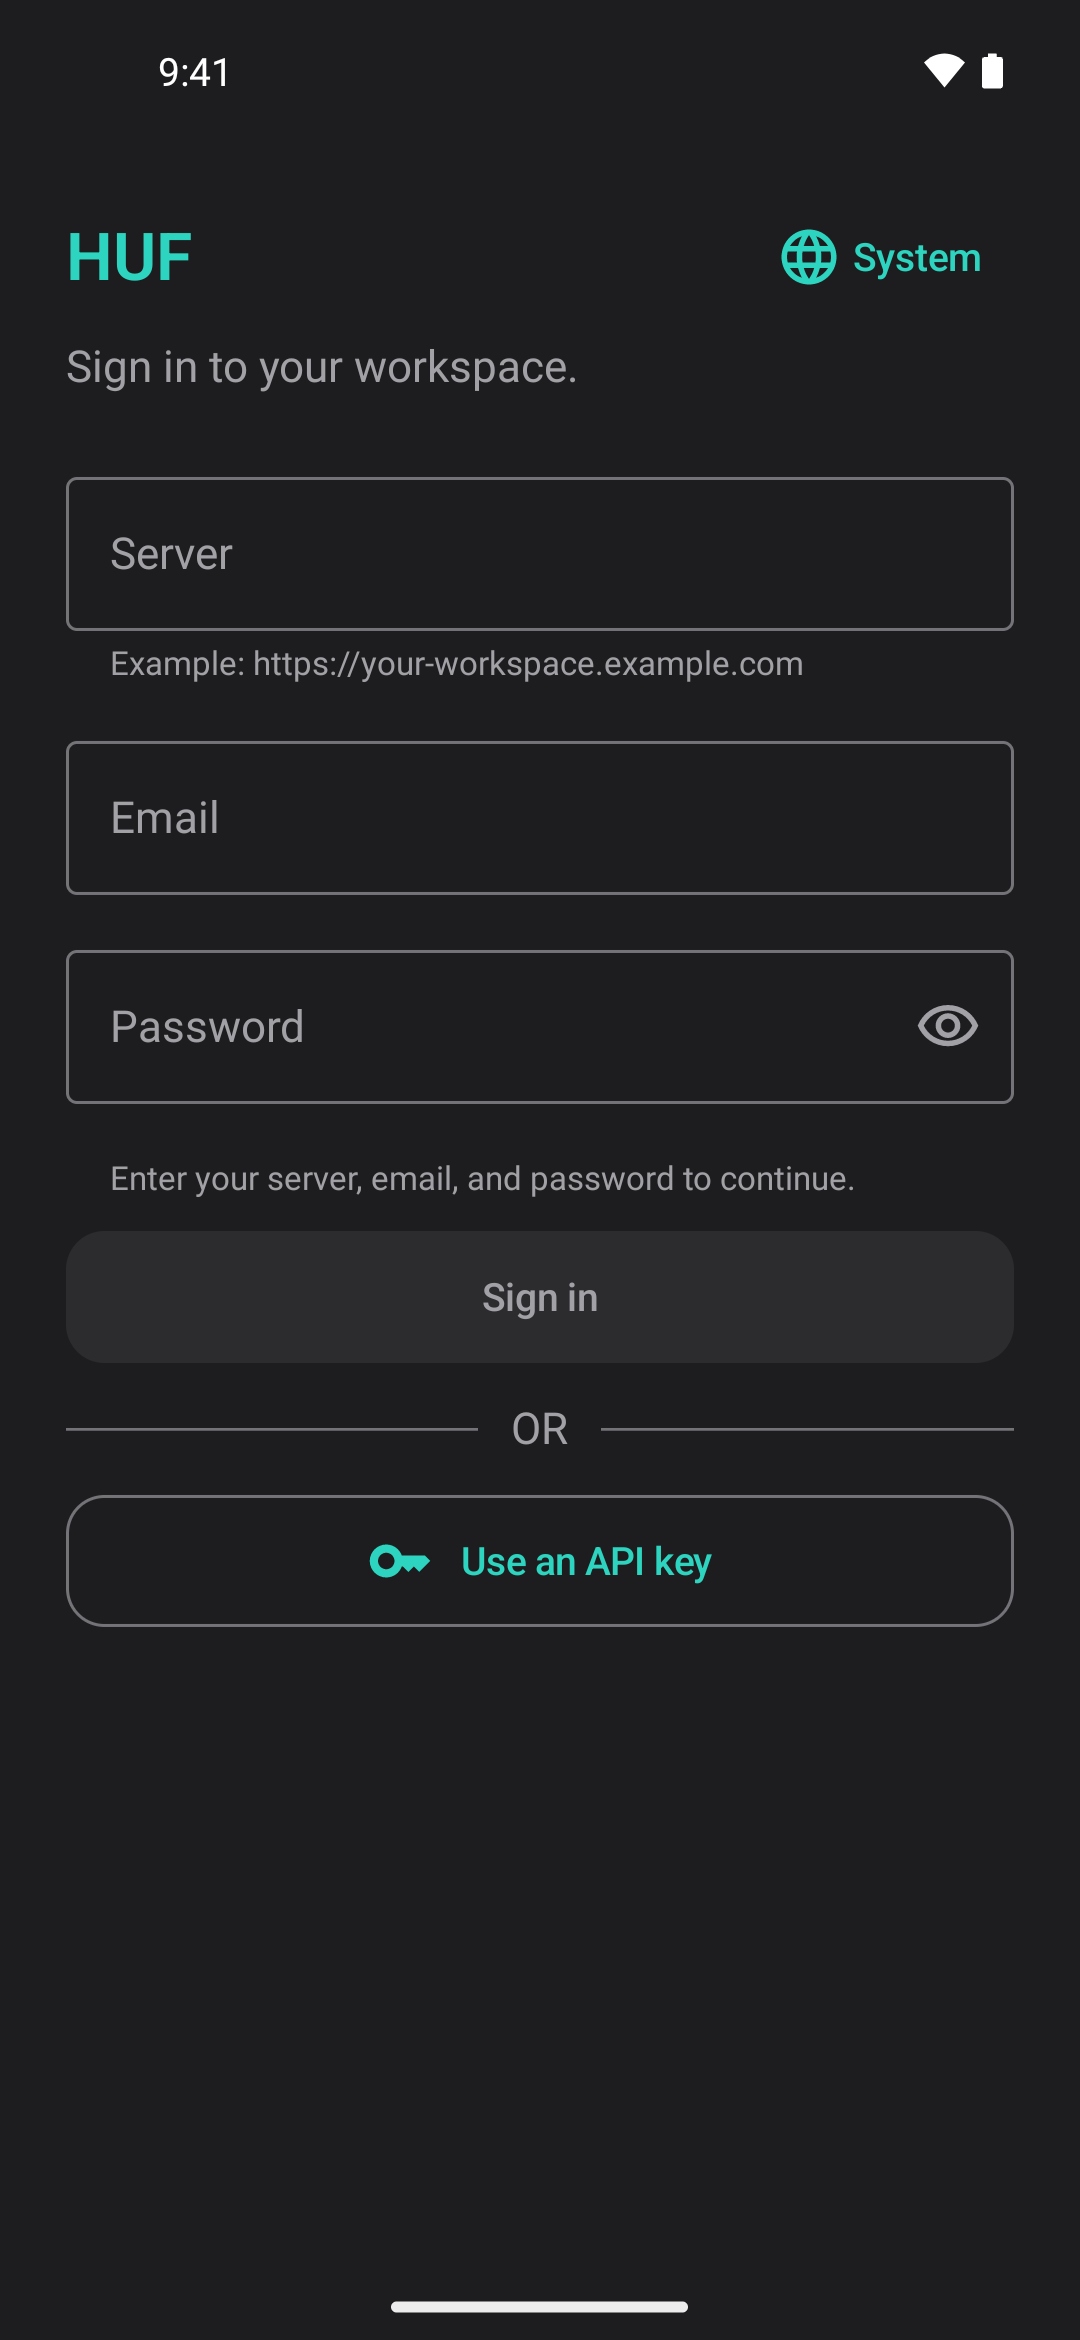 9:41
HUF
System
Sign in to your workspace.
Server
Example: https://your-workspace.example.com
Email
Password
Enter your server, email, and password to continue.
Sign in
OR
Use an API key